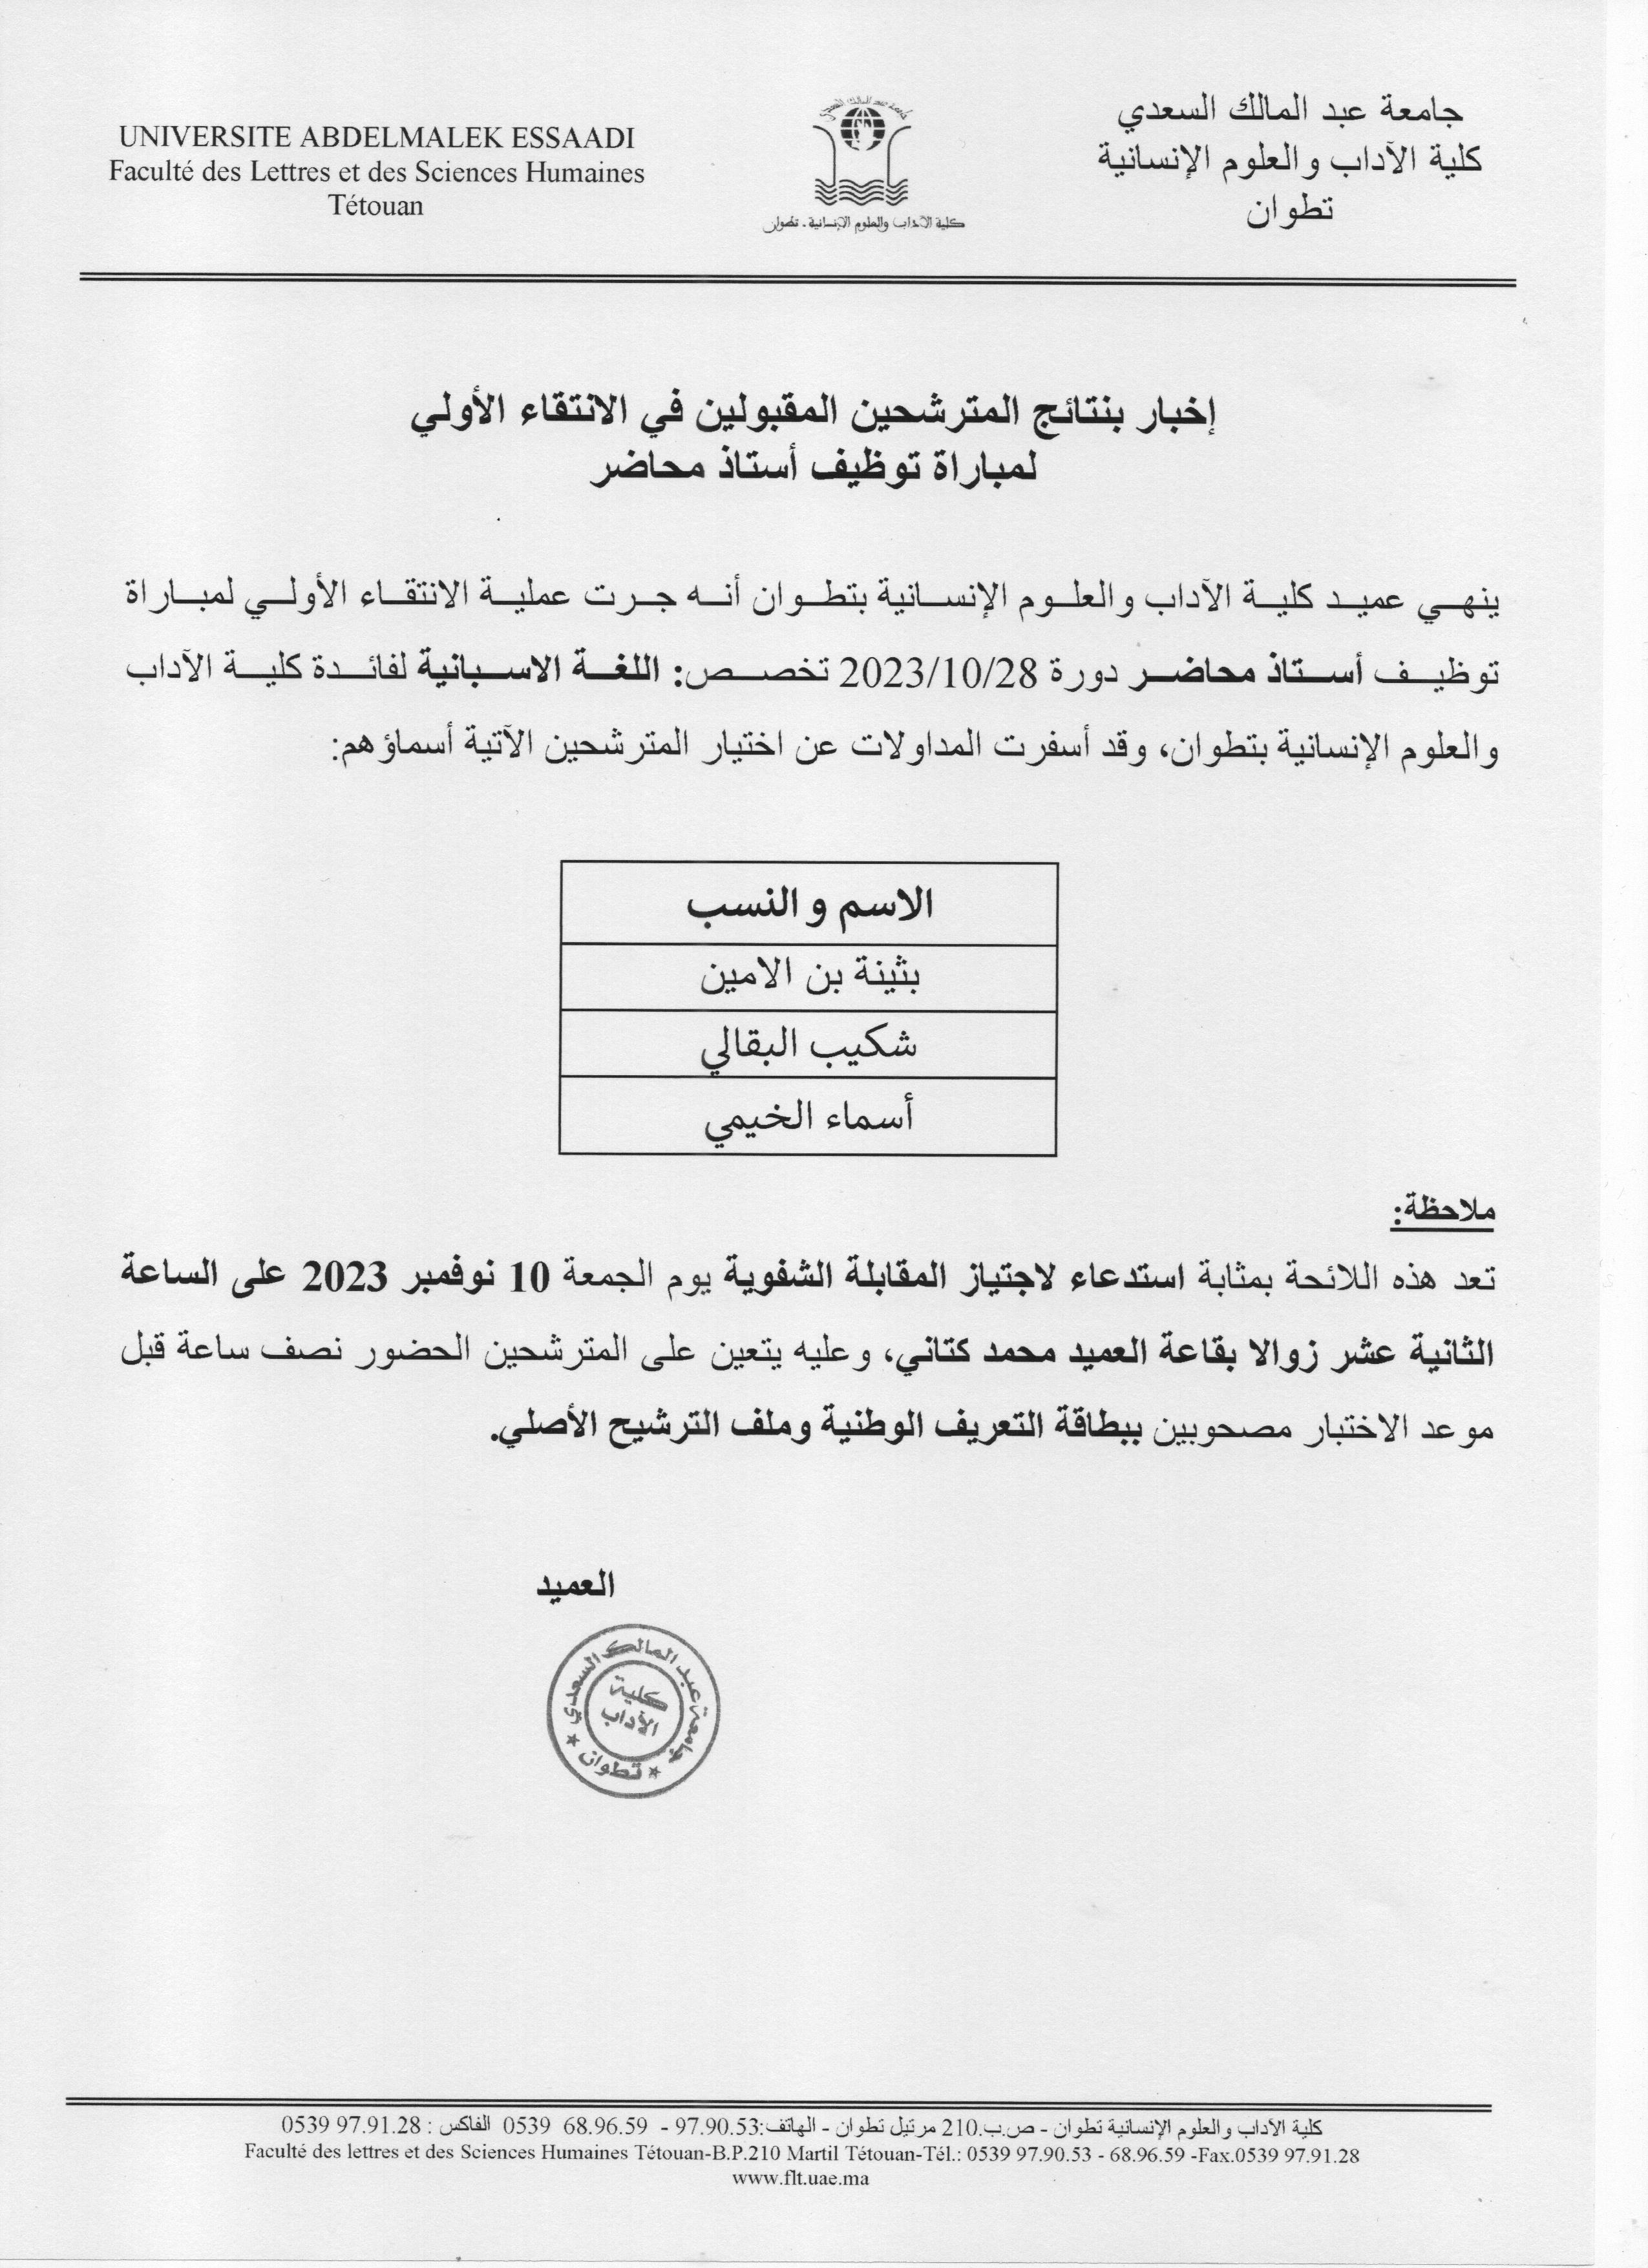 جامعة عبد المالك السعدي
كلية الآداب والعلوم الإنسانية
تطوان
جامعة عبد المالك السعدي
كلية الآداب والعلوم الإنسانية - تطوان
UNIVERSITE ABDELMALEK ESSAADI
Faculté des Lettres et des Sciences Humaines
Tétouan
إخبار بنتائج المترشحين المقبولين في الانتقاء الأولي
لمباراة توظيف أستاذ محاضر
ينهي عميد كلية الآداب والعلوم الإنسانية بتطوان أنه جرت عملية الانتقاء الأولي لمباراة
توظيف أستاذ محاضر دورة 2023/10/28 تخصص: اللغة الاسبانية لفائدة كلية الآداب
والعلوم الإنسانية بتطوان، وقد أسفرت المداولات عن اختيار المترشحين الآتية أسماؤهم:
الاسم و النسب
بثينة بن الامين
شكيب البقالي
أسماء الخيمي
ملاحظة:
تعد هذه اللائحة بمثابة استدعاء لاجتياز المقابلة الشفوية يوم الجمعة 10 نوفمبر 2023 على الساعة
الثانية عشر زوالا بقاعة العميد محمد كتاني، وعليه يتعين على المترشحين الحضور نصف ساعة قبل
موعد الاختبار مصحوبين ببطاقة التعريف الوطنية وملف الترشيح الأصلي.
العميد
جامعة عبد المالك السعدي
كلية
الآداب
* تطوان *
كلية الآداب والعلوم الإنسانية تطوان - ص.ب.210 مرتيل تطوان - الهاتف:97.90.53 - 68.96.59 0539 الفاكس : 0539 97.91.28
Faculté des lettres et des Sciences Humaines Tétouan-B.P.210 Martil Tétouan-Tél.: 0539 97.90.53 - 68.96.59 -Fax.0539 97.91.28
www.flt.uae.ma